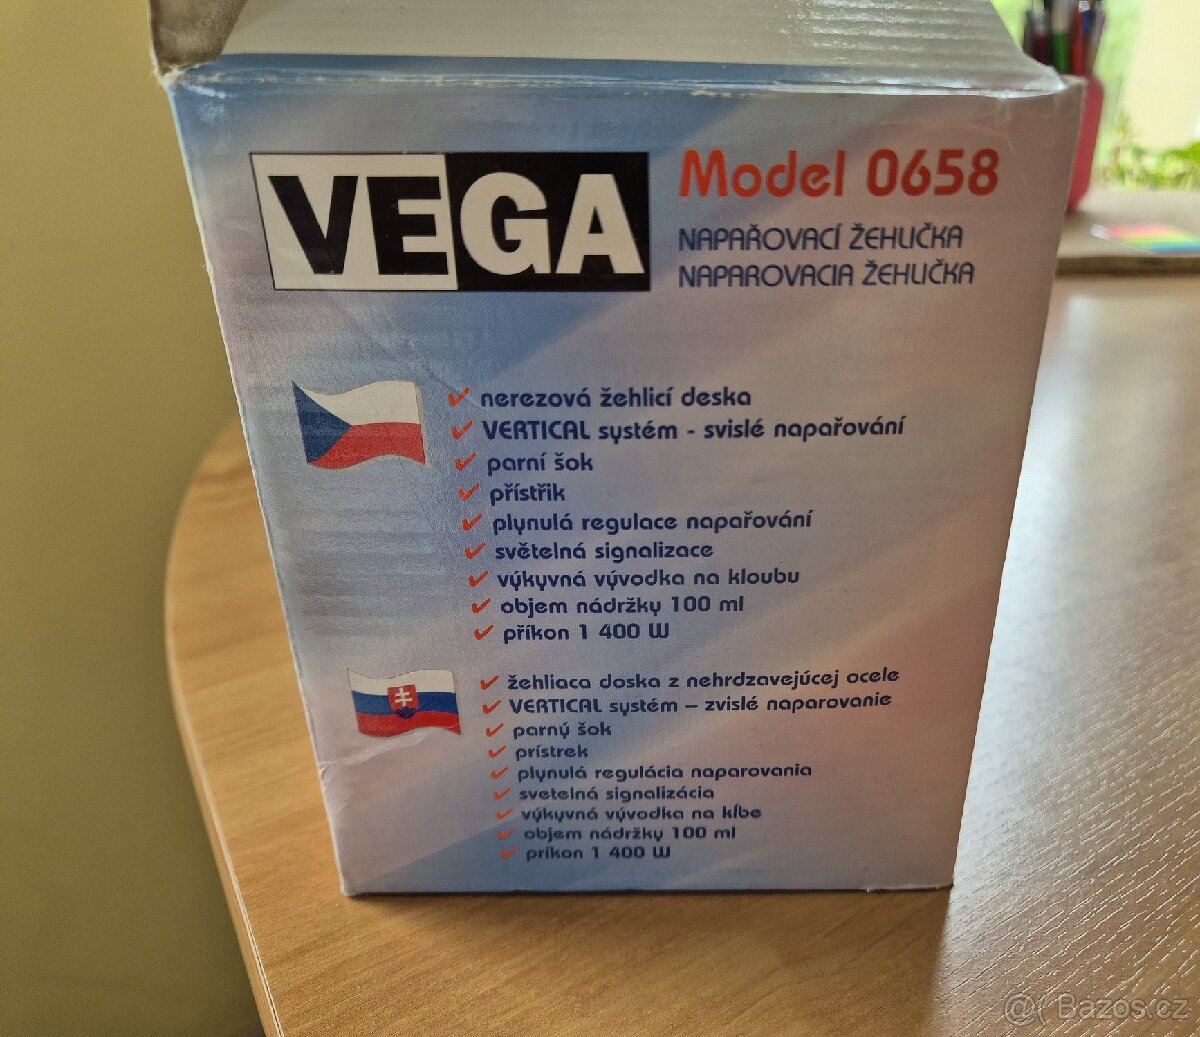 VEGA
Model 0658
NAPAŘOVACÍ ŽEHLIČKA
NAPAROVACIA ŽEHLIČKA
nerezová žehlicí deska
VERTICAL systém - svislé napařování
parní šok
přístřik
plynulá regulace napařování
světelná signalizace
výkyvná vývodka na kloubu
objem nádržky 100 ml
příkon 1 400 W
žehliaca doska z nehrdzavejúcej ocele
VERTICAL systém – zvislé naparovanie
parný šok
prístrek
plynulá regulácia naparovania
svetelná signalizácia
výkyvná vývodka na kĺbe
objem nádržky 100 ml
príkon 1 400 W
Bazos.cz